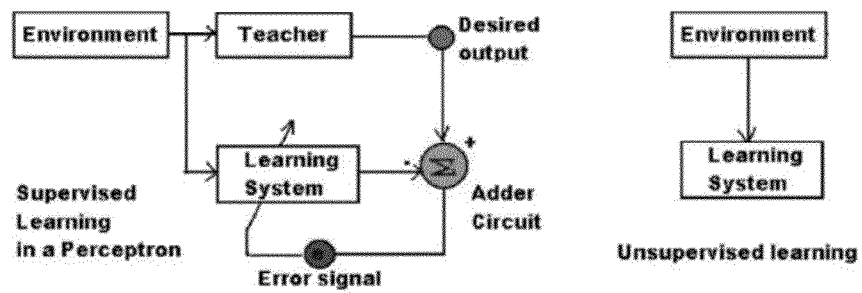 Environment
Teacher
Desired
output
Learning
System
+
-
Σ
Adder
Circuit
Supervised
Learning
in a Perceptron
Error signal
Environment
Learning
System
Unsupervised learning